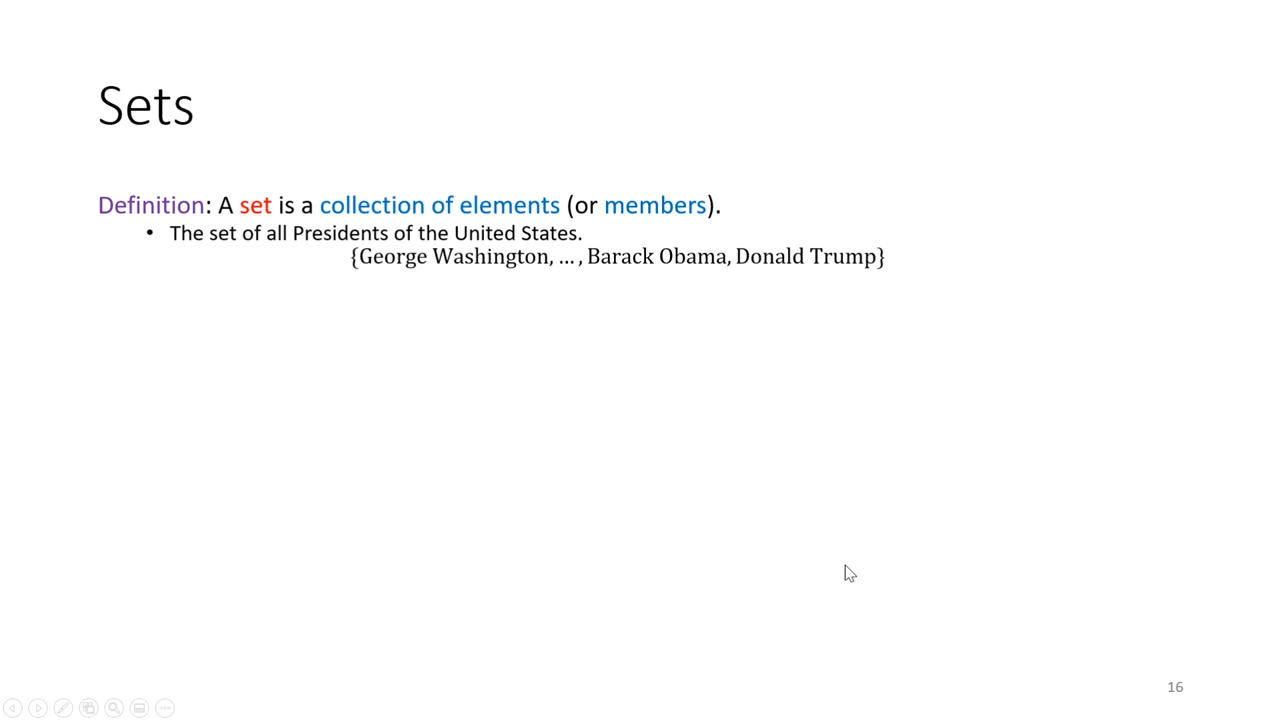 Sets
Definition: A set is a collection of elements (or members).
• The set of all Presidents of the United States.
{George Washington, … , Barack Obama, Donald Trump}
16